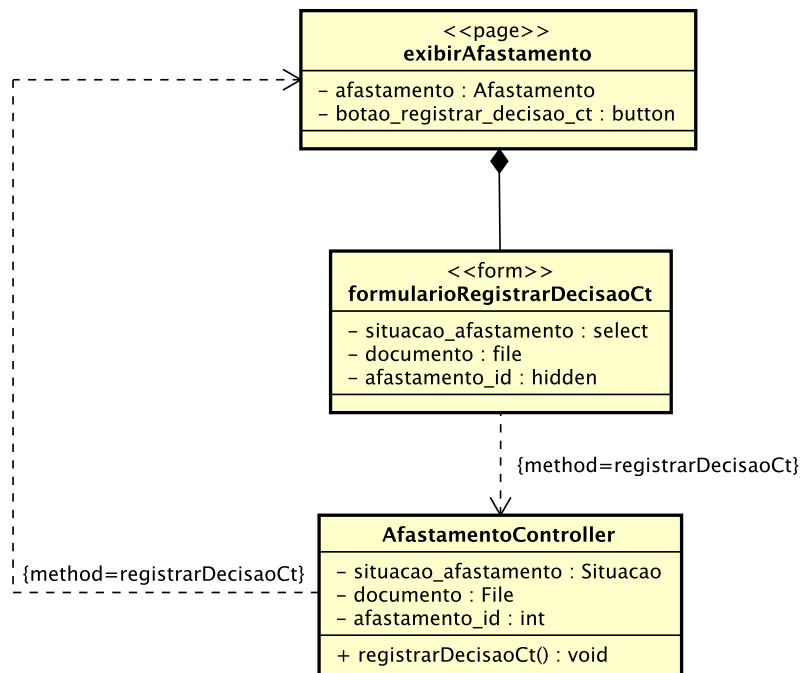 <<page>>
exibirAfastamento
– afastamento : Afastamento
– botao_registrar_decisao_ct : button
<<form>>
formularioRegistrarDecisaoCt
– situacao_afastamento : select
– documento : file
– afastamento_id : hidden
{method=registrarDecisaoCt}
AfastamentoController
{method=registrarDecisaoCt}
– situacao_afastamento : Situacao
– documento : File
– afastamento_id : int
+ registrarDecisaoCt() : void